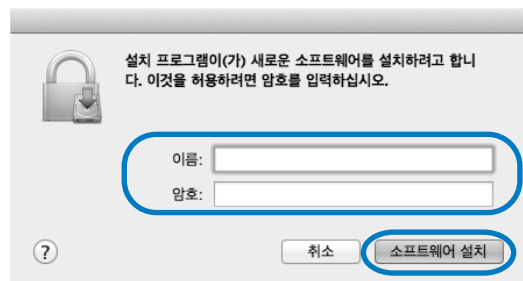 설치 프로그램이(가) 새로운 소프트웨어를 설치하려고 합니
다. 이것을 허용하려면 암호를 입력하십시오.
이름:
암호:
?
취소
소프트웨어 설치